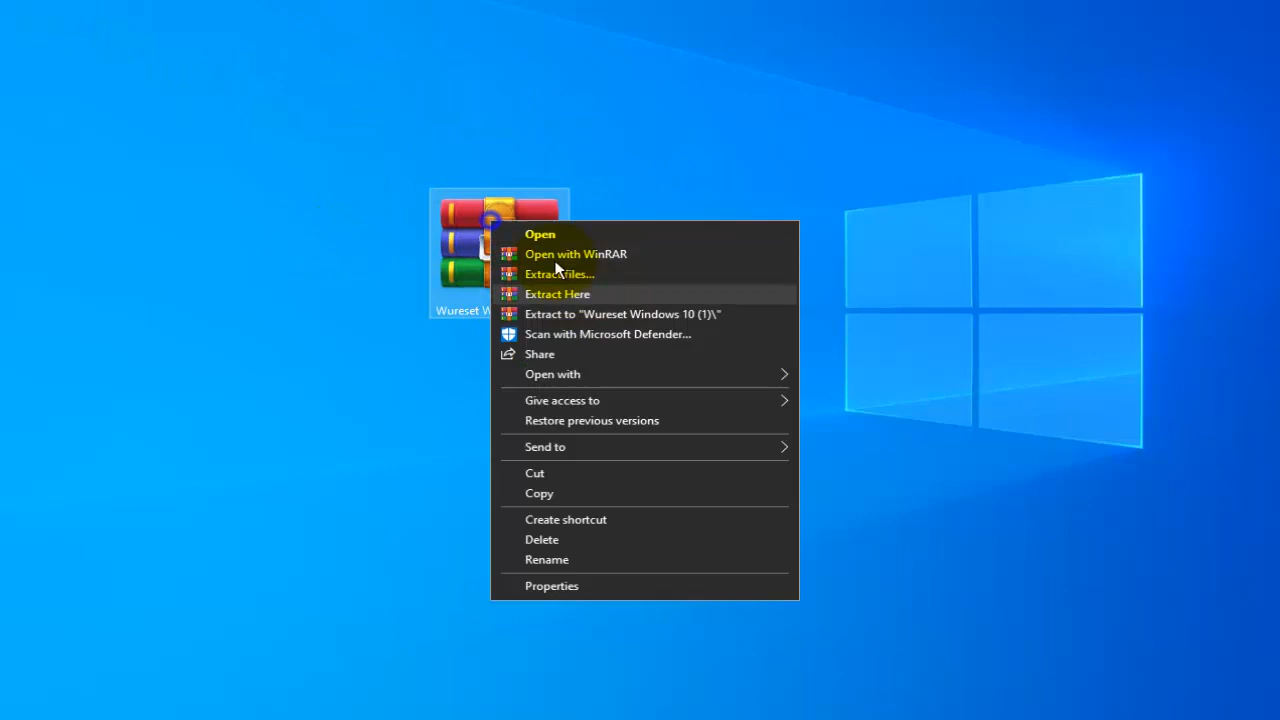 Open
Open with WinRAR
Extract files...
Extract Here
Wureset W
Extract to "Wureset Windows 10 (1)\"
Scan with Microsoft Defender...
Share
Open with
Give access to
Restore previous versions
Send to
Cut
Copy
Create shortcut
Delete
Rename
Properties